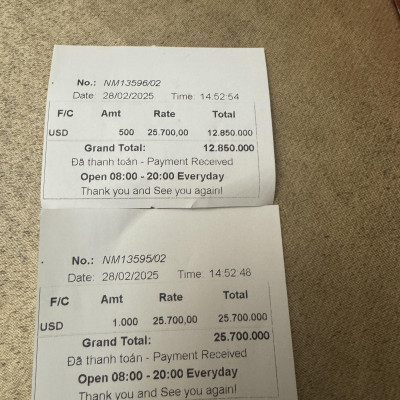 No.: NM13596/02
Date: 28/02/2025 Time: 14:52:54
F/C Amt Rate Total
USD 500 25.700,00 12.850.000
Grand Total: 12.850.000
Đã thanh toán - Payment Received
Open 08:00 - 20:00 Everyday
Thank you and See you again!
No.: NM13595/02
Date: 28/02/2025 Time: 14:52:48
F/C Amt Rate Total
USD 1.000 25.700,00 25.700.000
Grand Total: 25.700.000
Đã thanh toán - Payment Received
Open 08:00 - 20:00 Everyday
Thank you and See you again!